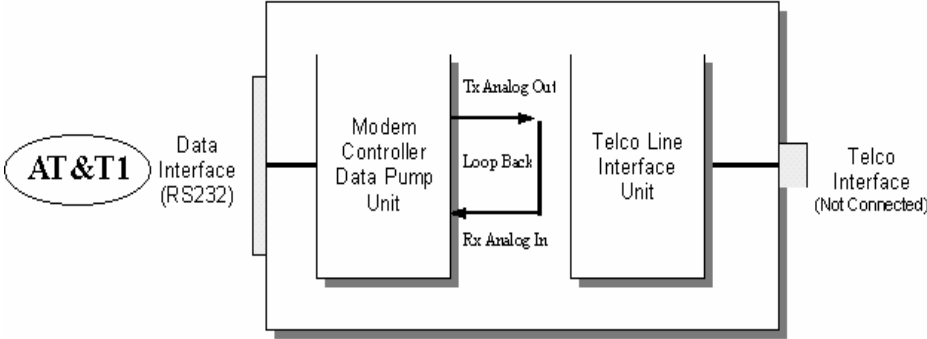 AT&T1
Data
Interface
(RS232)
Modem
Controller
Data Pump
Unit
Tx Analog Out
Loop Back
Rx Analog In
Telco Line
Interface
Unit
Telco
Interface
(Not Connected)